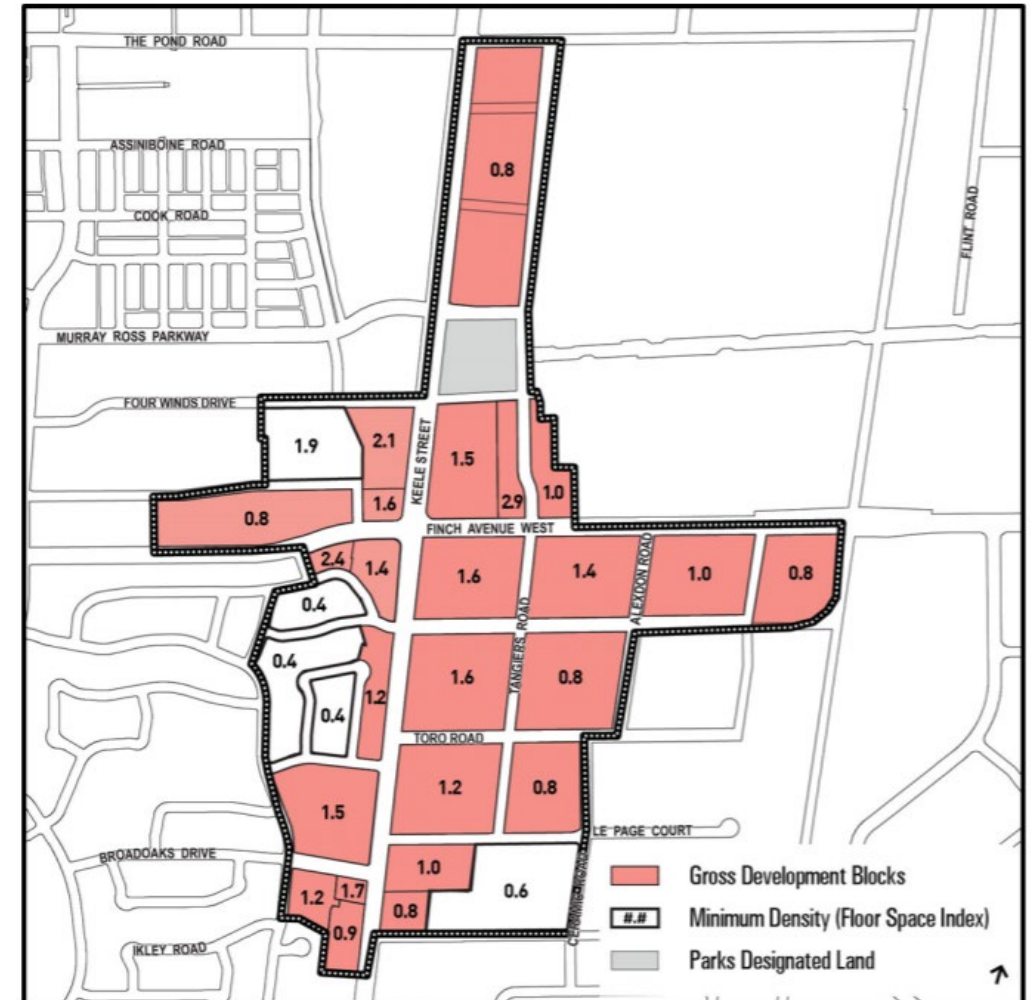 THE POND ROAD
ASSINIBOINE ROAD
0.8
COOK ROAD
FLINT ROAD
MURRAY ROSS PARKWAY
FOUR WINDS DRIVE
1.9
2.1
KEELE STREET
1.5
1.6
2.9
1.0
0.8
FINCH AVENUE WEST
2.4
1.4
1.6
1.4
ALEXDON ROAD
1.0
0.8
0.4
0.4
1.2
1.6
TANGIERS ROAD
0.8
0.4
TORO ROAD
1.5
1.2
0.8
LE PAGE COURT
BROADOAKS DRIVE
1.0
0.6
1.2
1.7
0.8
0.9
IKLEY ROAD
Gross Development Blocks
#.# Minimum Density (Floor Space Index)
Parks Designated Land